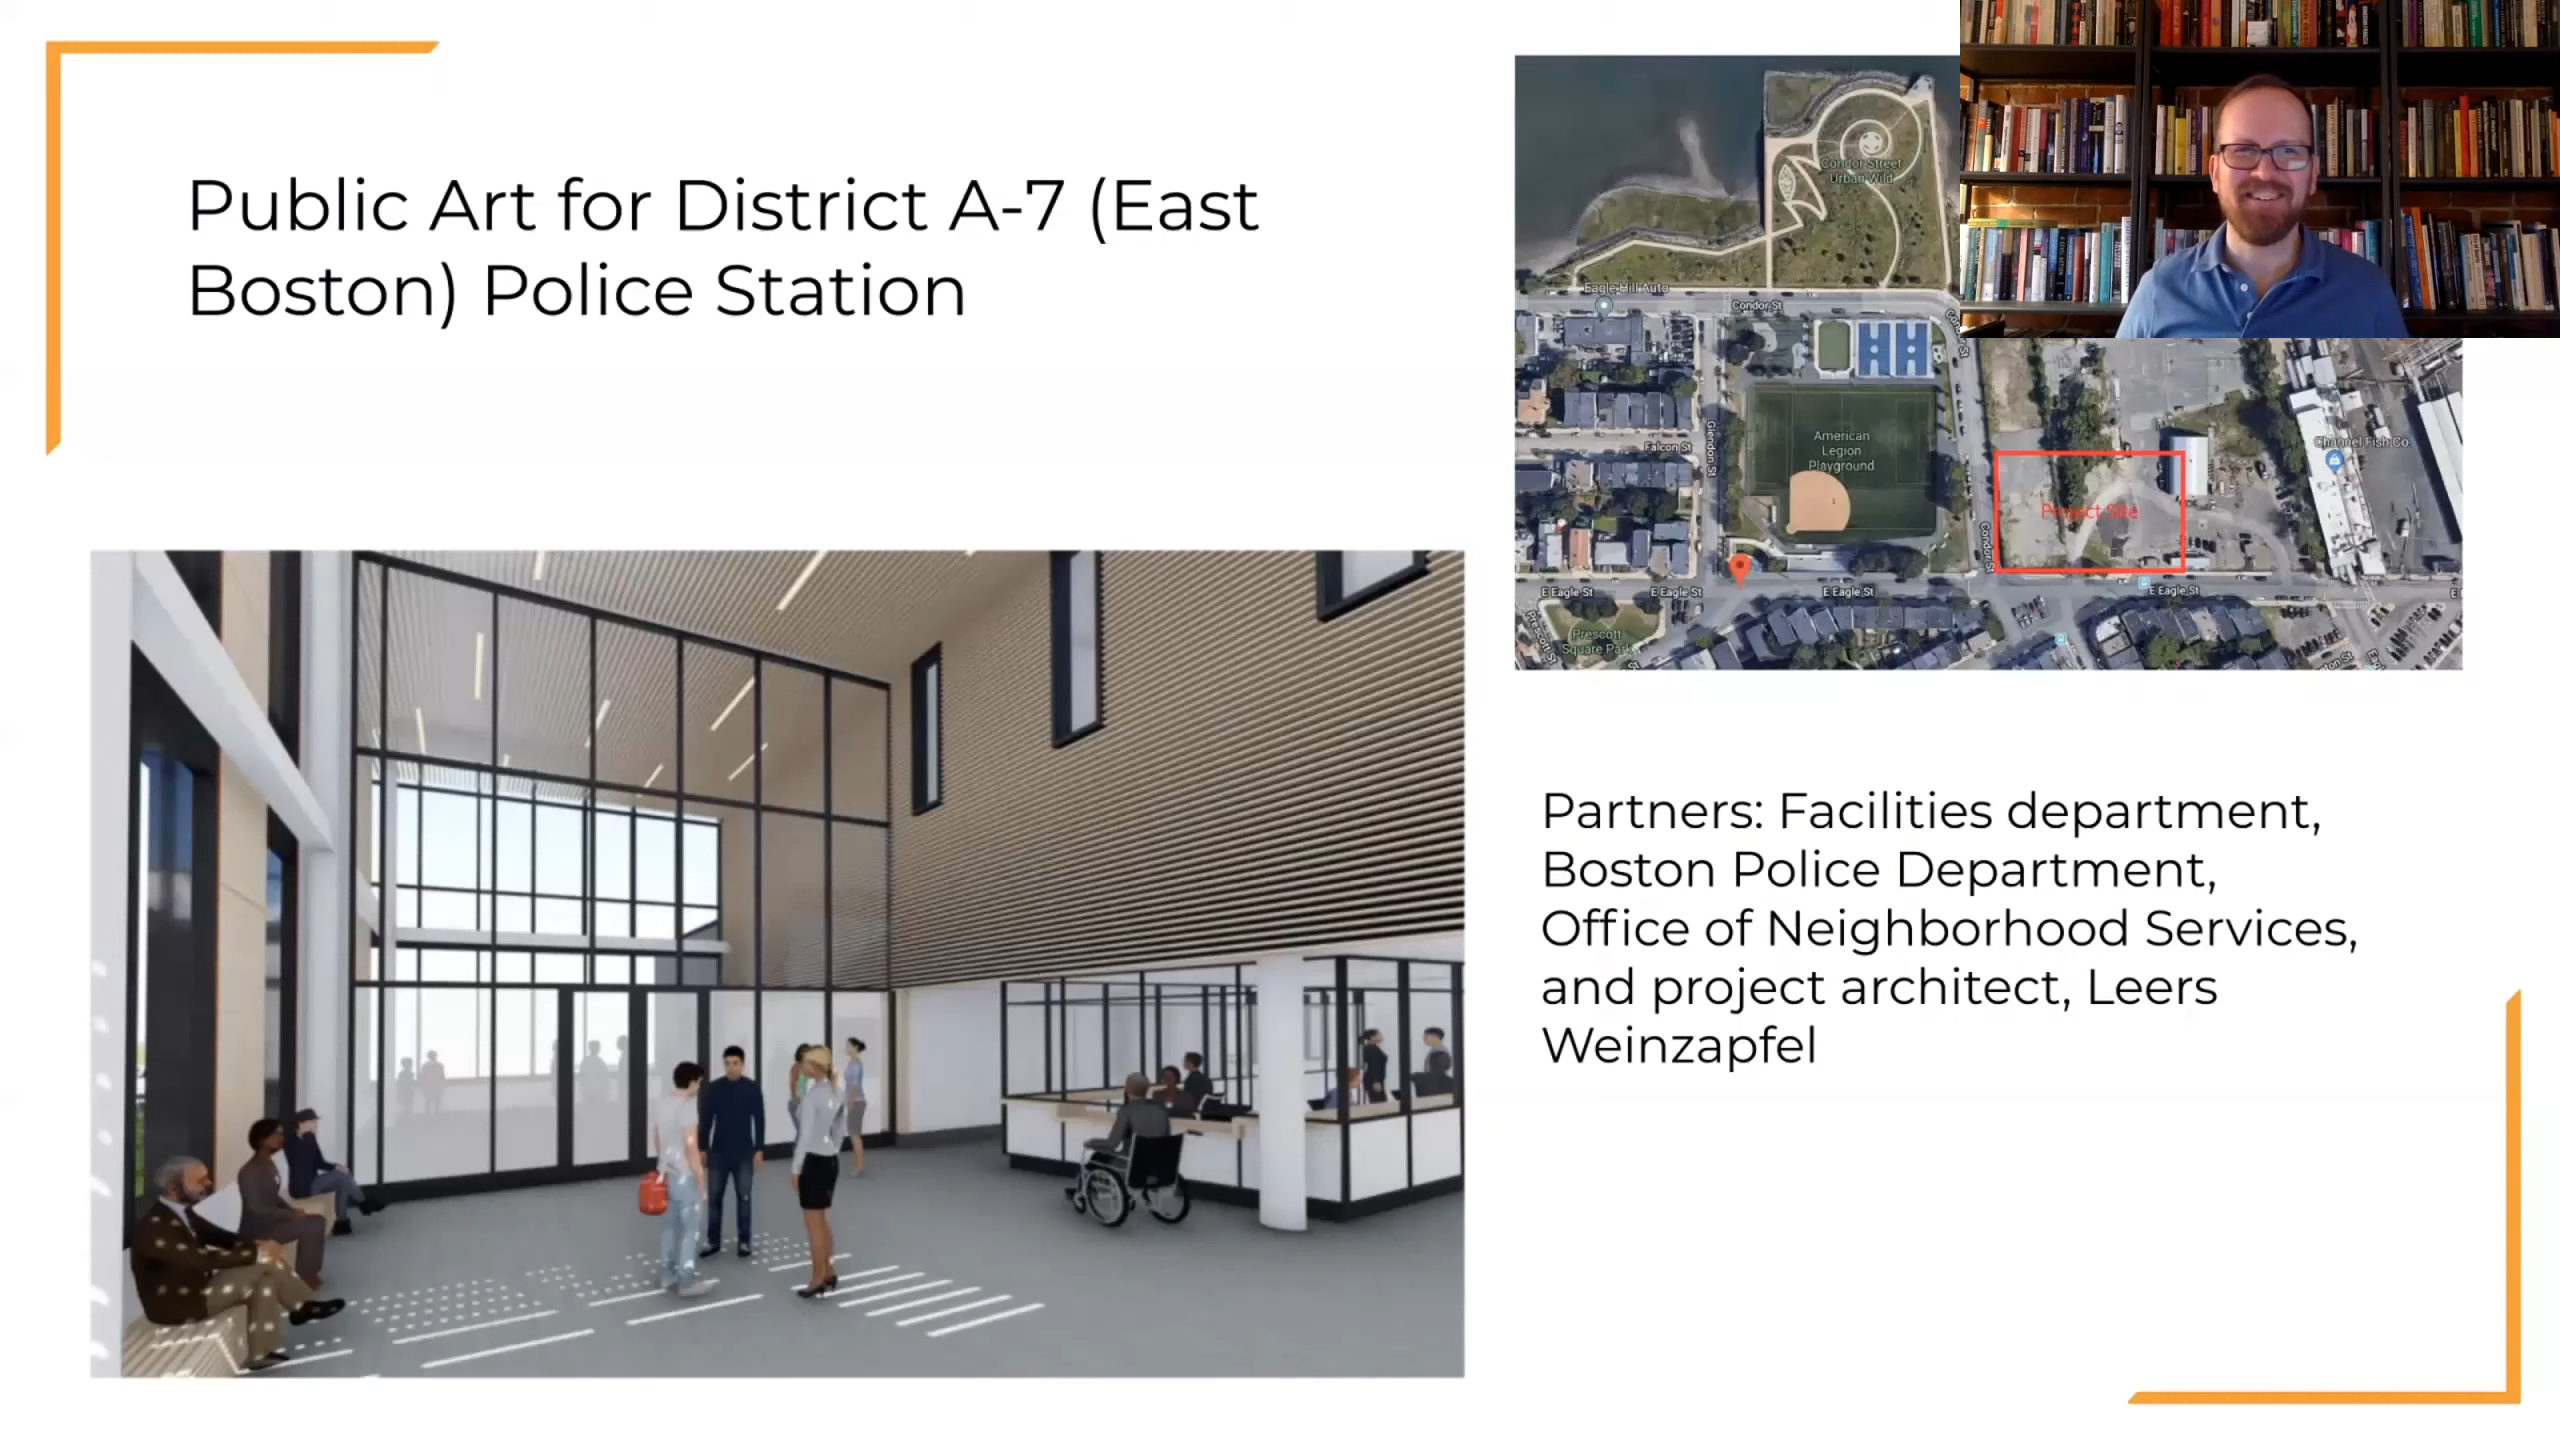 Public Art for District A-7 (East
Boston) Police Station
Condor Street
Urban Wild
Eagle Hill Auto
Condor St
Falcon St
Glendon St
American
Legion
Playground
Condor St
Project Site
Channel Fish Co
E Eagle St
E Eagle St
E Eagle St
E Eagle St
Prescott St
Prescott
Square Park
Partners: Facilities department,
Boston Police Department,
Office of Neighborhood Services,
and project architect, Leers
Weinzapfel